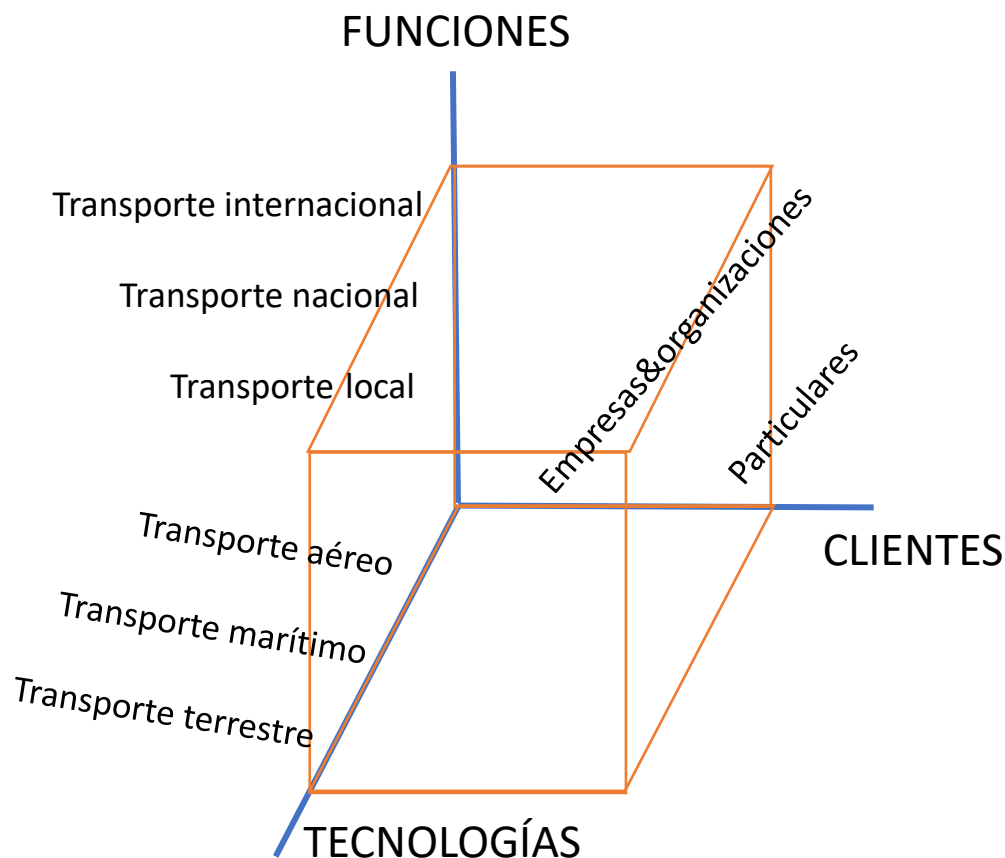 FUNCIONES
Transporte internacional
Transporte nacional
Transporte local
Empresas&organizaciones
Particulares
CLIENTES
Transporte aéreo
Transporte marítimo
Transporte terrestre
TECNOLOGÍAS